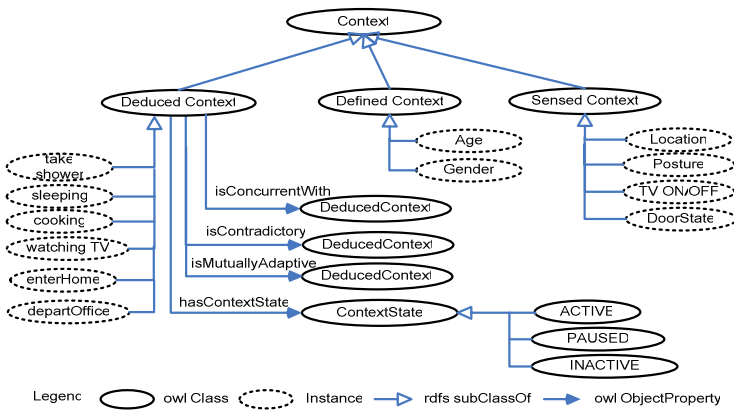 Context
Deduced Context
Defined Context
Sensed Context
take
shower
sleeping
cooking
watching TV
enterHome
departOffice
Age
Gender
Location
Posture
TV ON/OFF
DoorState
isConcurrentWith
DeducedContext
isContradictory
DeducedContext
isMutuallyAdaptive
DeducedContext
hasContextState
ContextState
ACTIVE
PAUSED
INACTIVE
Legend owl Class Instance rdfs subClassOf owl ObjectProperty